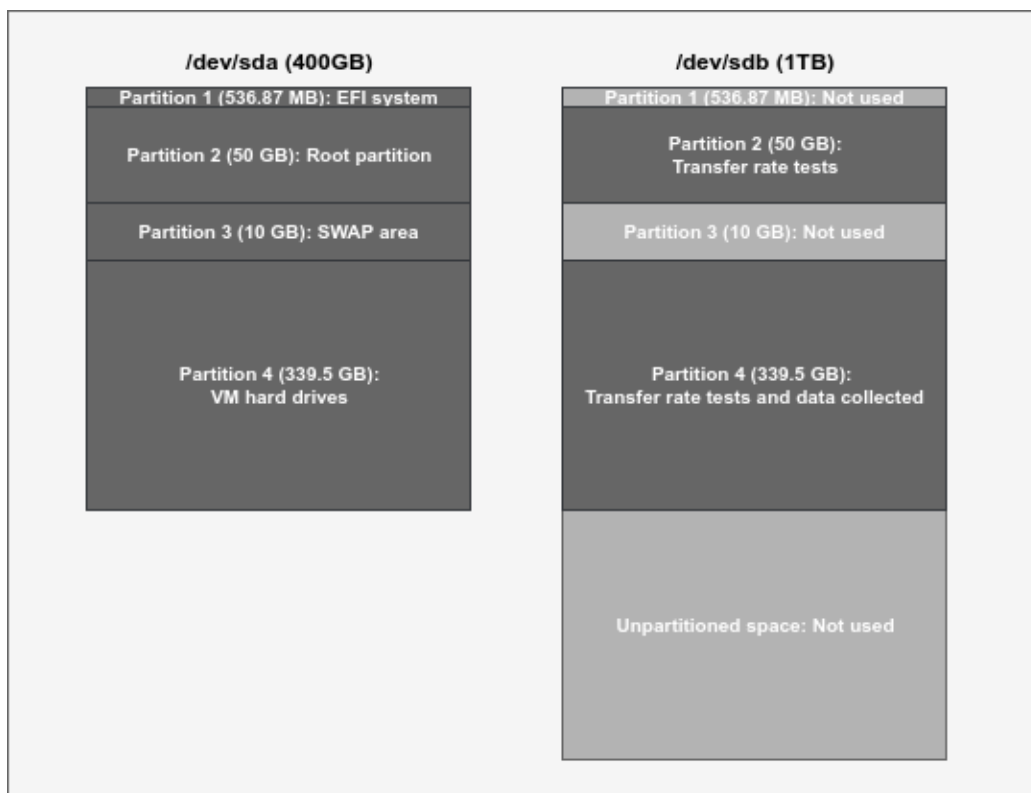 /dev/sda (400GB)
Partition 1 (536.87 MB): EFI system
Partition 2 (50 GB): Root partition
Partition 3 (10 GB): SWAP area
Partition 4 (339.5 GB):
VM hard drives
/dev/sdb (1TB)
Partition 1 (536.87 MB): Not used
Partition 2 (50 GB):
Transfer rate tests
Partition 3 (10 GB): Not used
Partition 4 (339.5 GB):
Transfer rate tests and data collected
Unpartitioned space: Not used